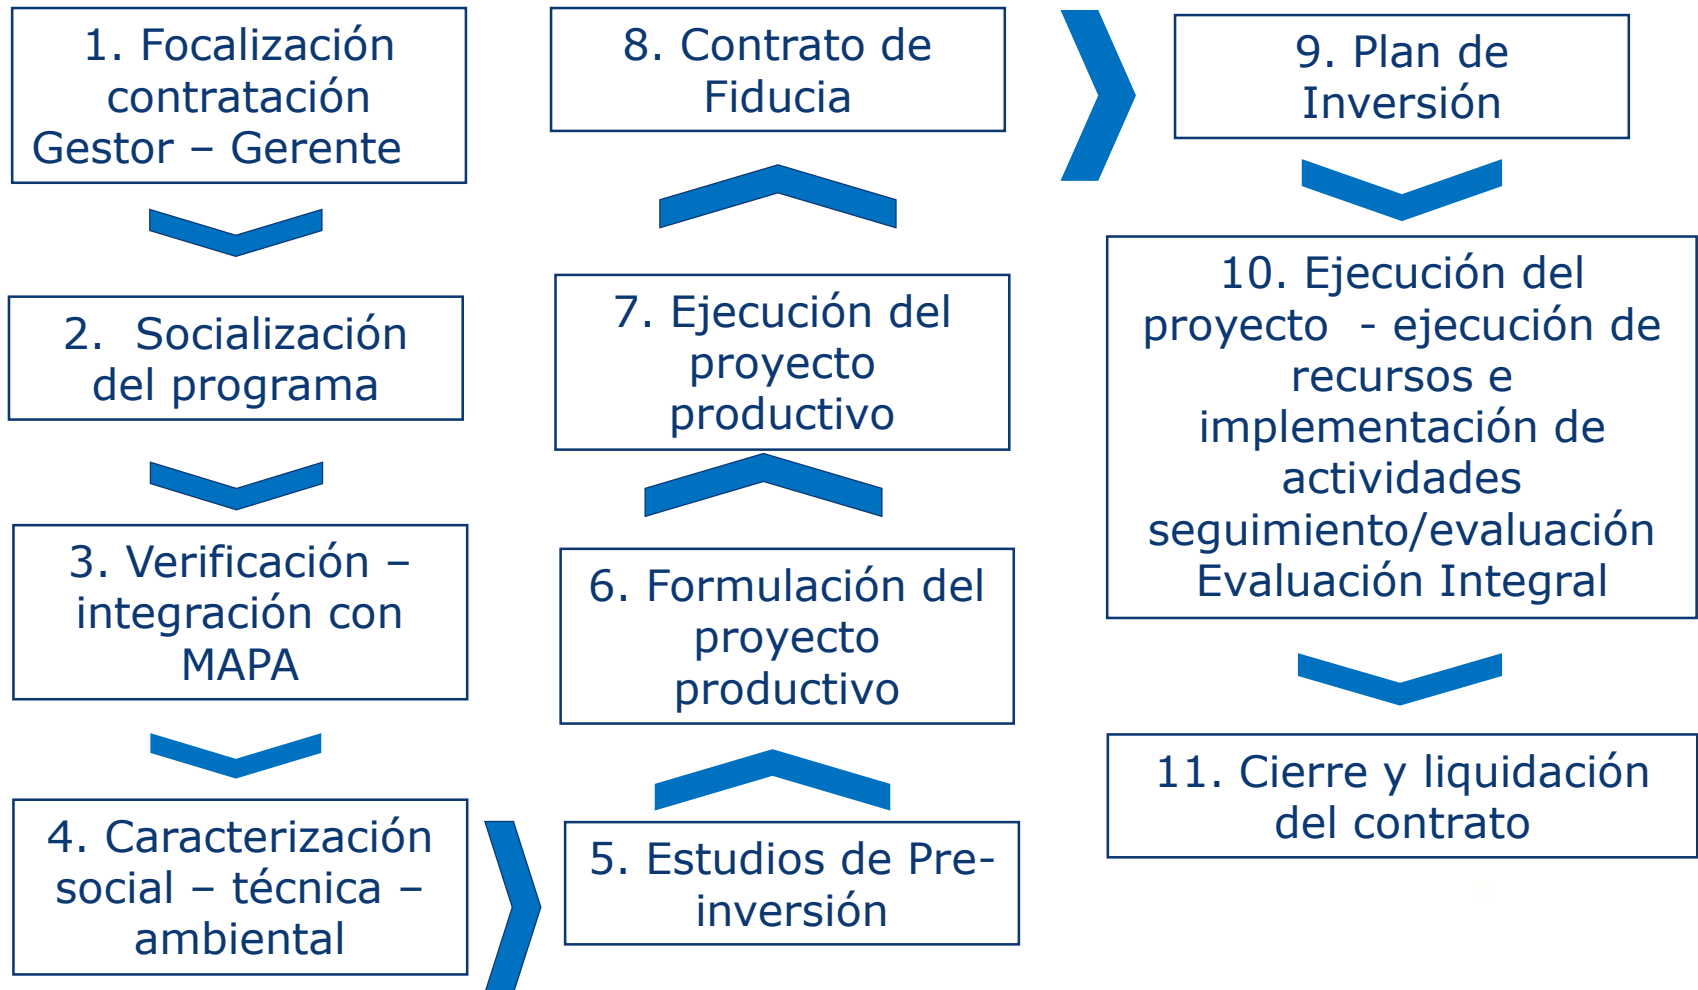 1. Focalización
contratación
Gestor – Gerente
2. Socialización
del programa
3. Verificación –
integración con
MAPA
4. Caracterización
social – técnica –
ambiental
5. Estudios de Pre-
inversión
6. Formulación del
proyecto
productivo
7. Ejecución del
proyecto
productivo
8. Contrato de
Fiducia
9. Plan de
Inversión
10. Ejecución del
proyecto - ejecución de
recursos e
implementación de
actividades
seguimiento/evaluación
Evaluación Integral
11. Cierre y liquidación
del contrato